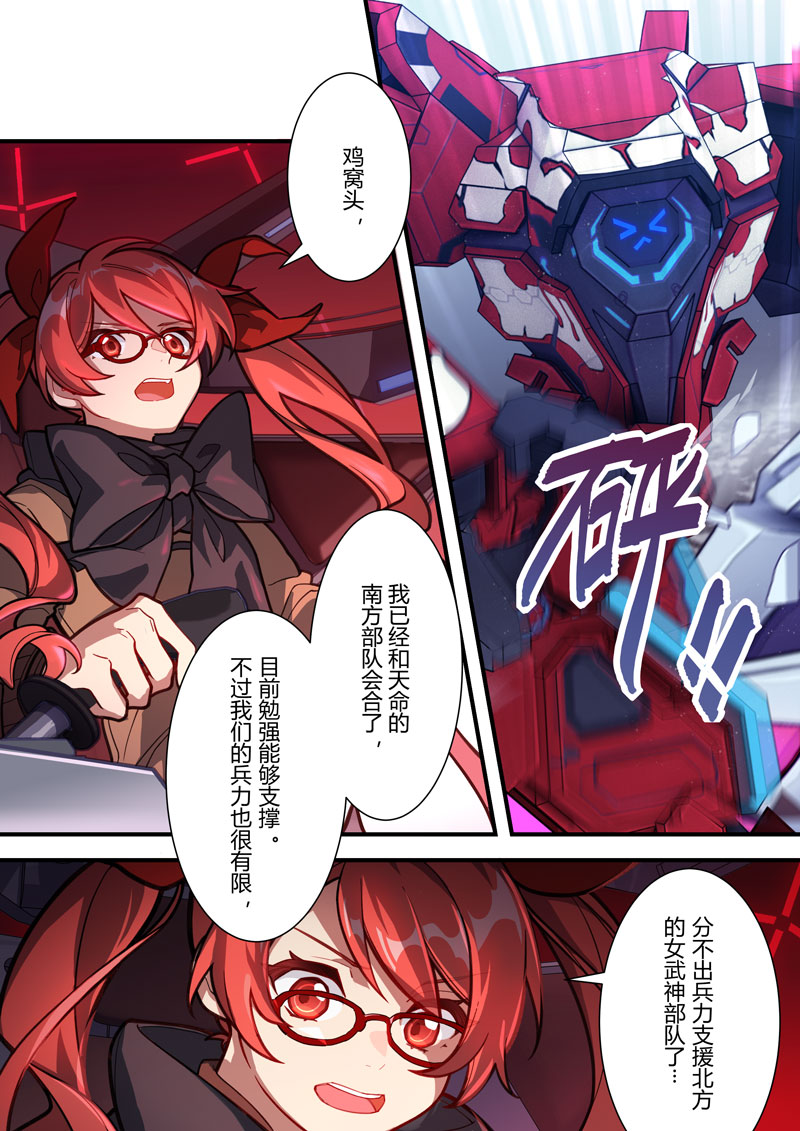 砰!!
鸡窝头，
我已经和天命的
南方部队会合了，
目前勉强能够支撑。
不过我们的兵力也很有限，
分不出兵力支援北方
的女武神部队了…